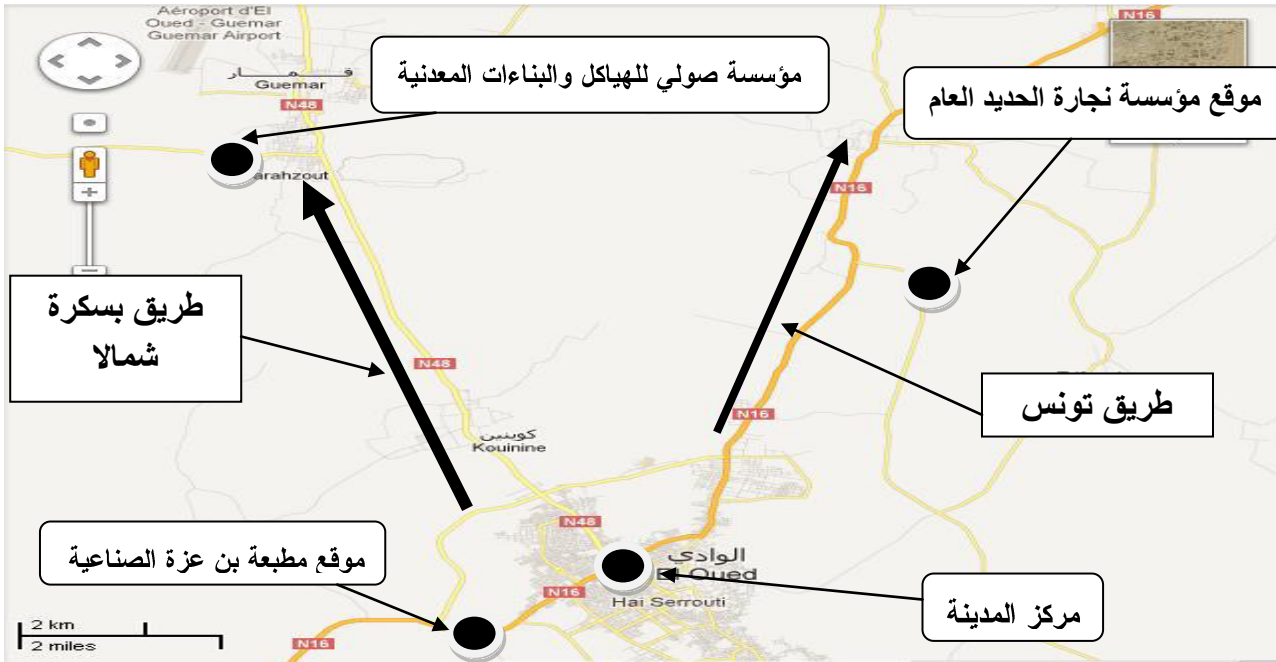 Aéroport d'El
Oued - Guemar
Guemar Airport
N16
مؤسسة صولي للهياكل والبناءات المعدنية
موقع مؤسسة نجارة الحديد العام
قمار
Guemar
N48
arahzout
N16
طريق بسكرة
شمالا
N48
طريق تونس
N16
كوينين
Kouinine
N48
موقع مطبعة بن عزة الصناعية
الوادي
El Oued
N16
Hai Serrouti
مركز المدينة
2 km
2 miles
N16